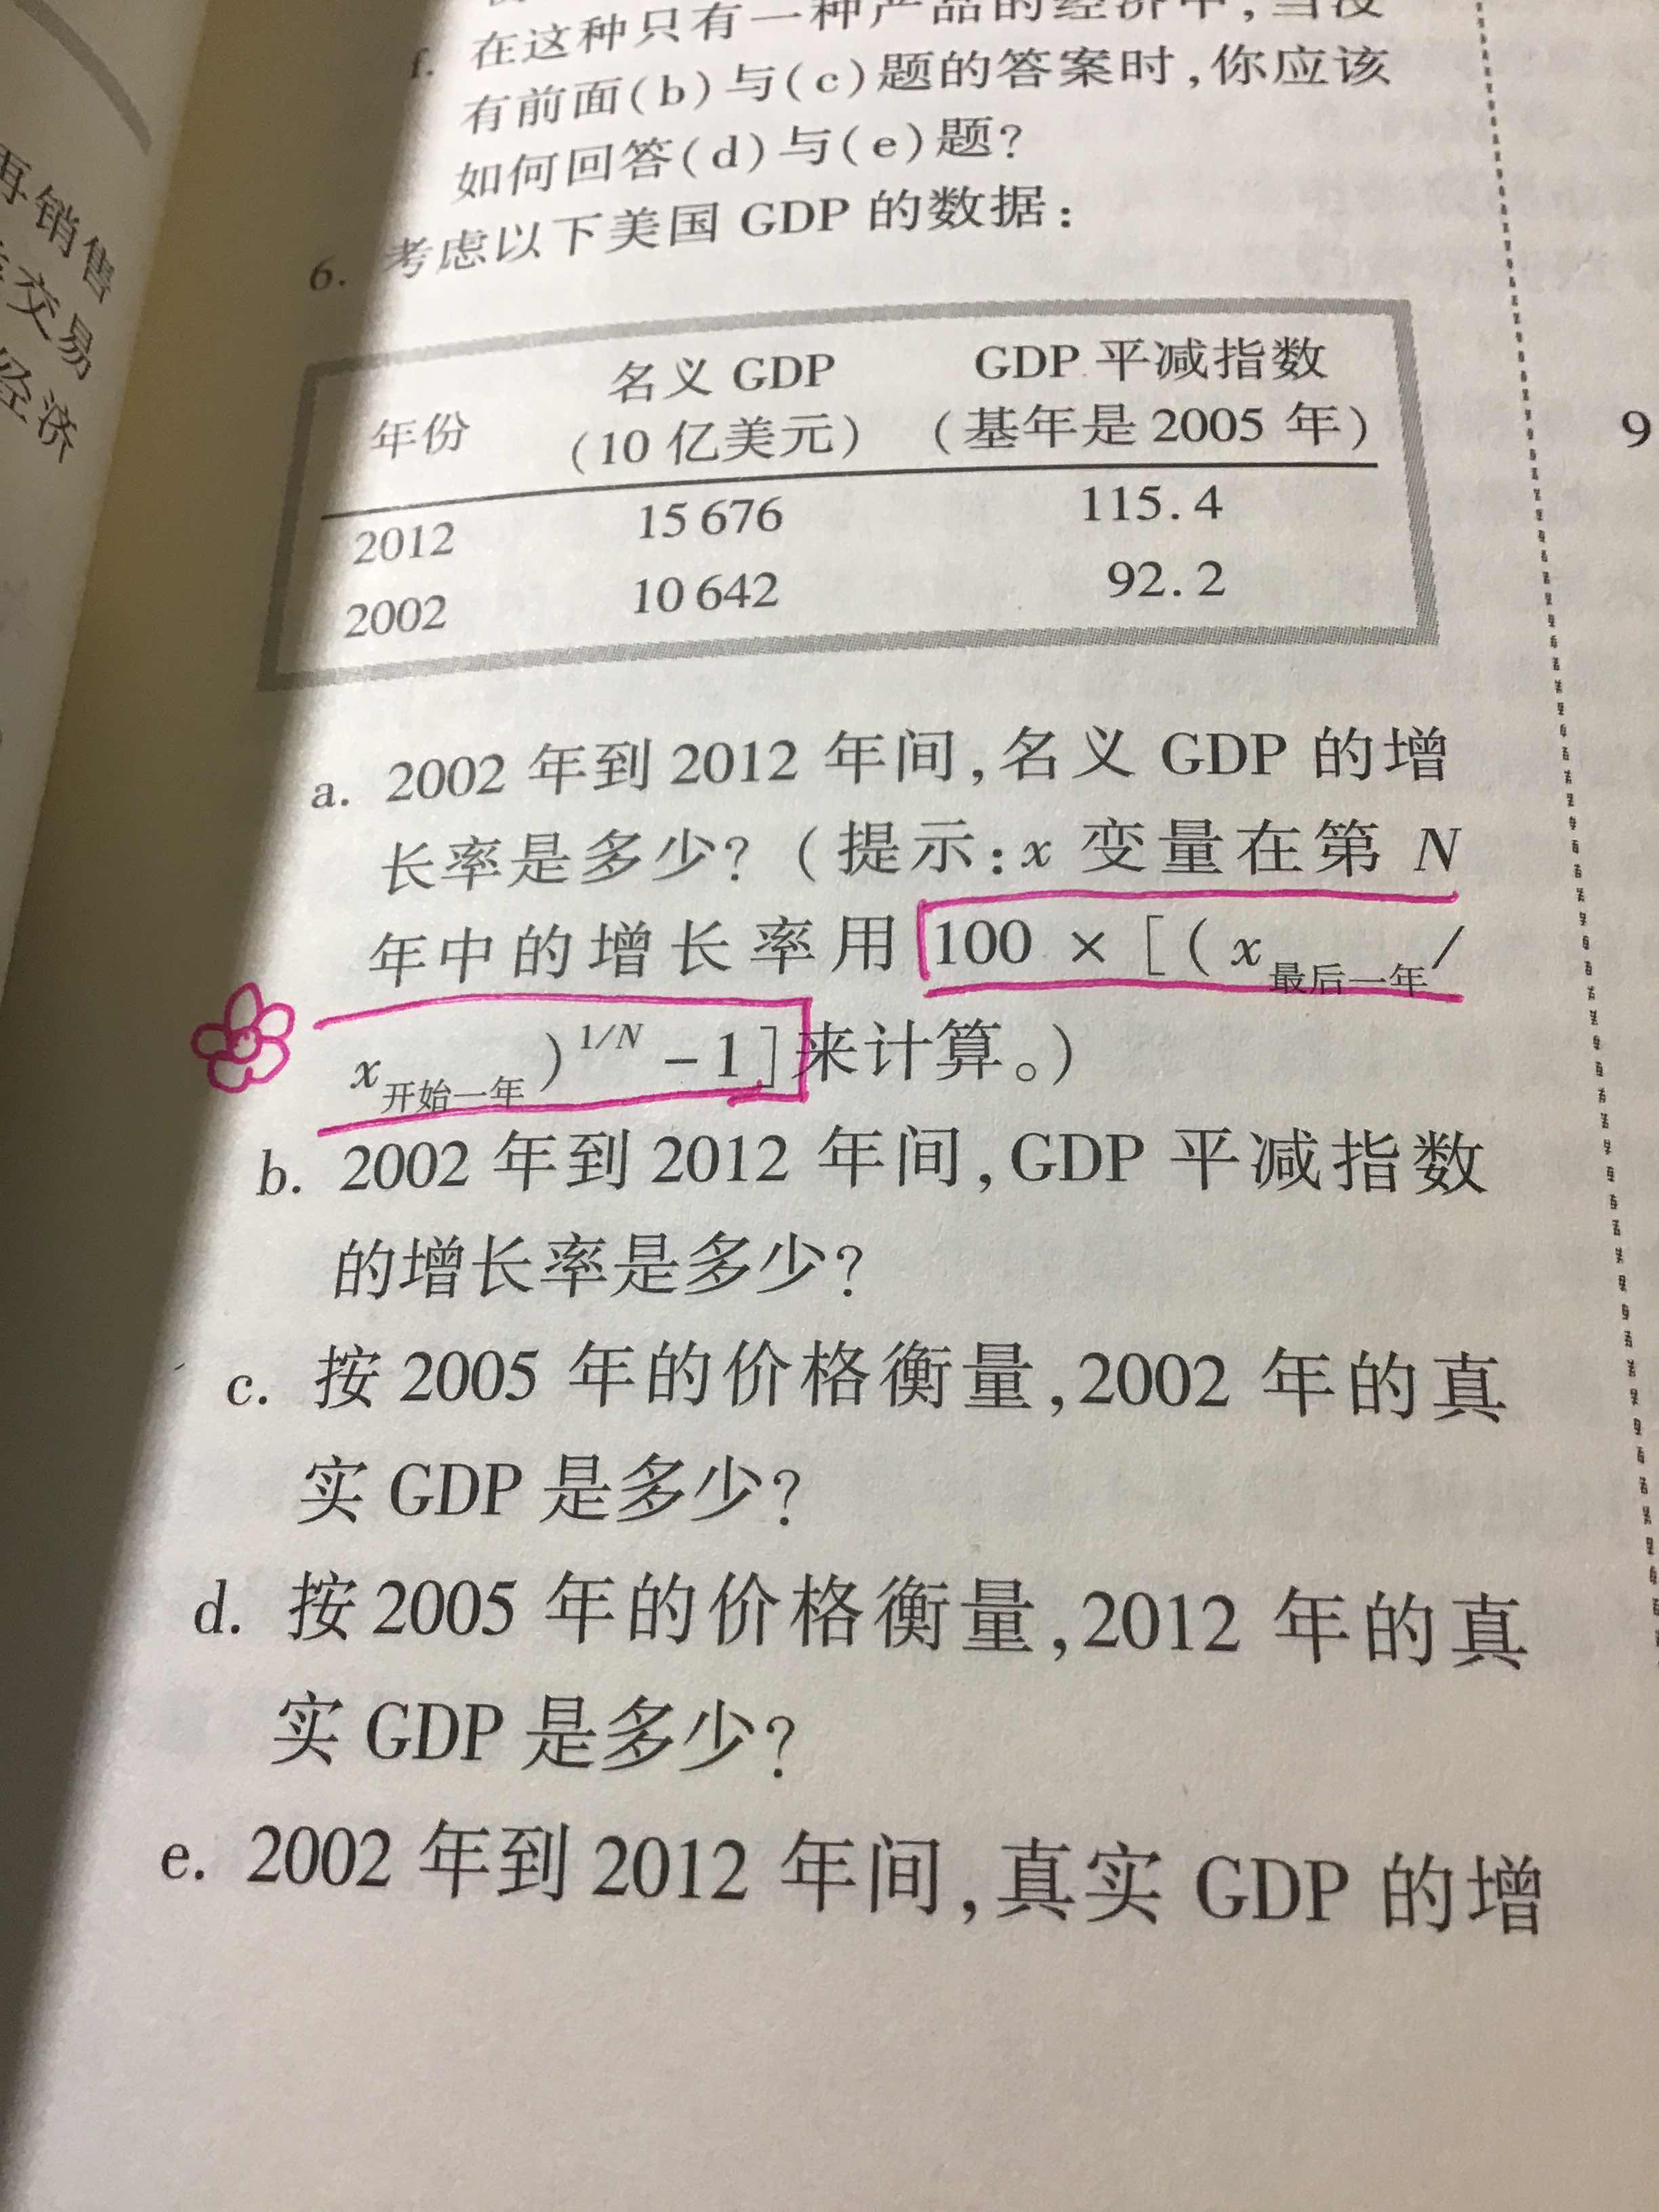 再销售
交易
经济
f. 在这种只有一种产品的经济中,当没
有前面(b)与(c)题的答案时,你应该
如何回答(d)与(e)题?
6. 考虑以下美国 GDP 的数据:
年份 名义 GDP (10 亿美元) GDP 平减指数 (基年是 2005 年)
2012 15 676 115.4
2002 10 642 92.2
a. 2002 年到 2012 年间,名义 GDP 的增
长率是多少?(提示:x 变量在第 N
年中的增长率用 100 × [(x最后一年/
x开始一年)1/N - 1]来计算。)
b. 2002 年到 2012 年间,GDP 平减指数
的增长率是多少?
c. 按 2005 年的价格衡量,2002 年的真
实 GDP 是多少?
d. 按 2005 年的价格衡量,2012 年的真
实 GDP 是多少?
e. 2002 年到 2012 年间,真实 GDP 的增
9